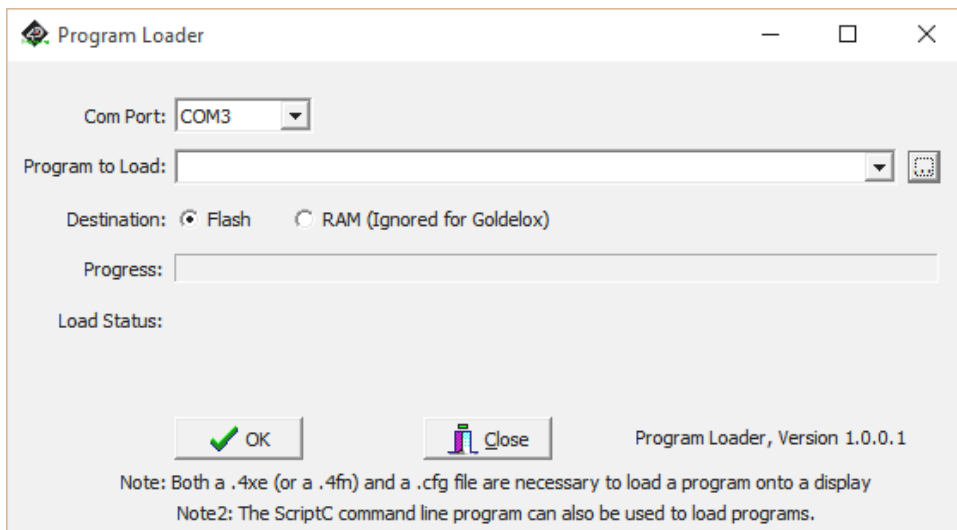 Program Loader
Com Port: COM3
Program to Load: ...
Destination: Flash RAM (Ignored for Goldelox)
Progress:
Load Status:
OK Close Program Loader, Version 1.0.0.1
Note: Both a .4xe (or a .4fn) and a .cfg file are necessary to load a program onto a display
Note2: The ScriptC command line program can also be used to load programs.